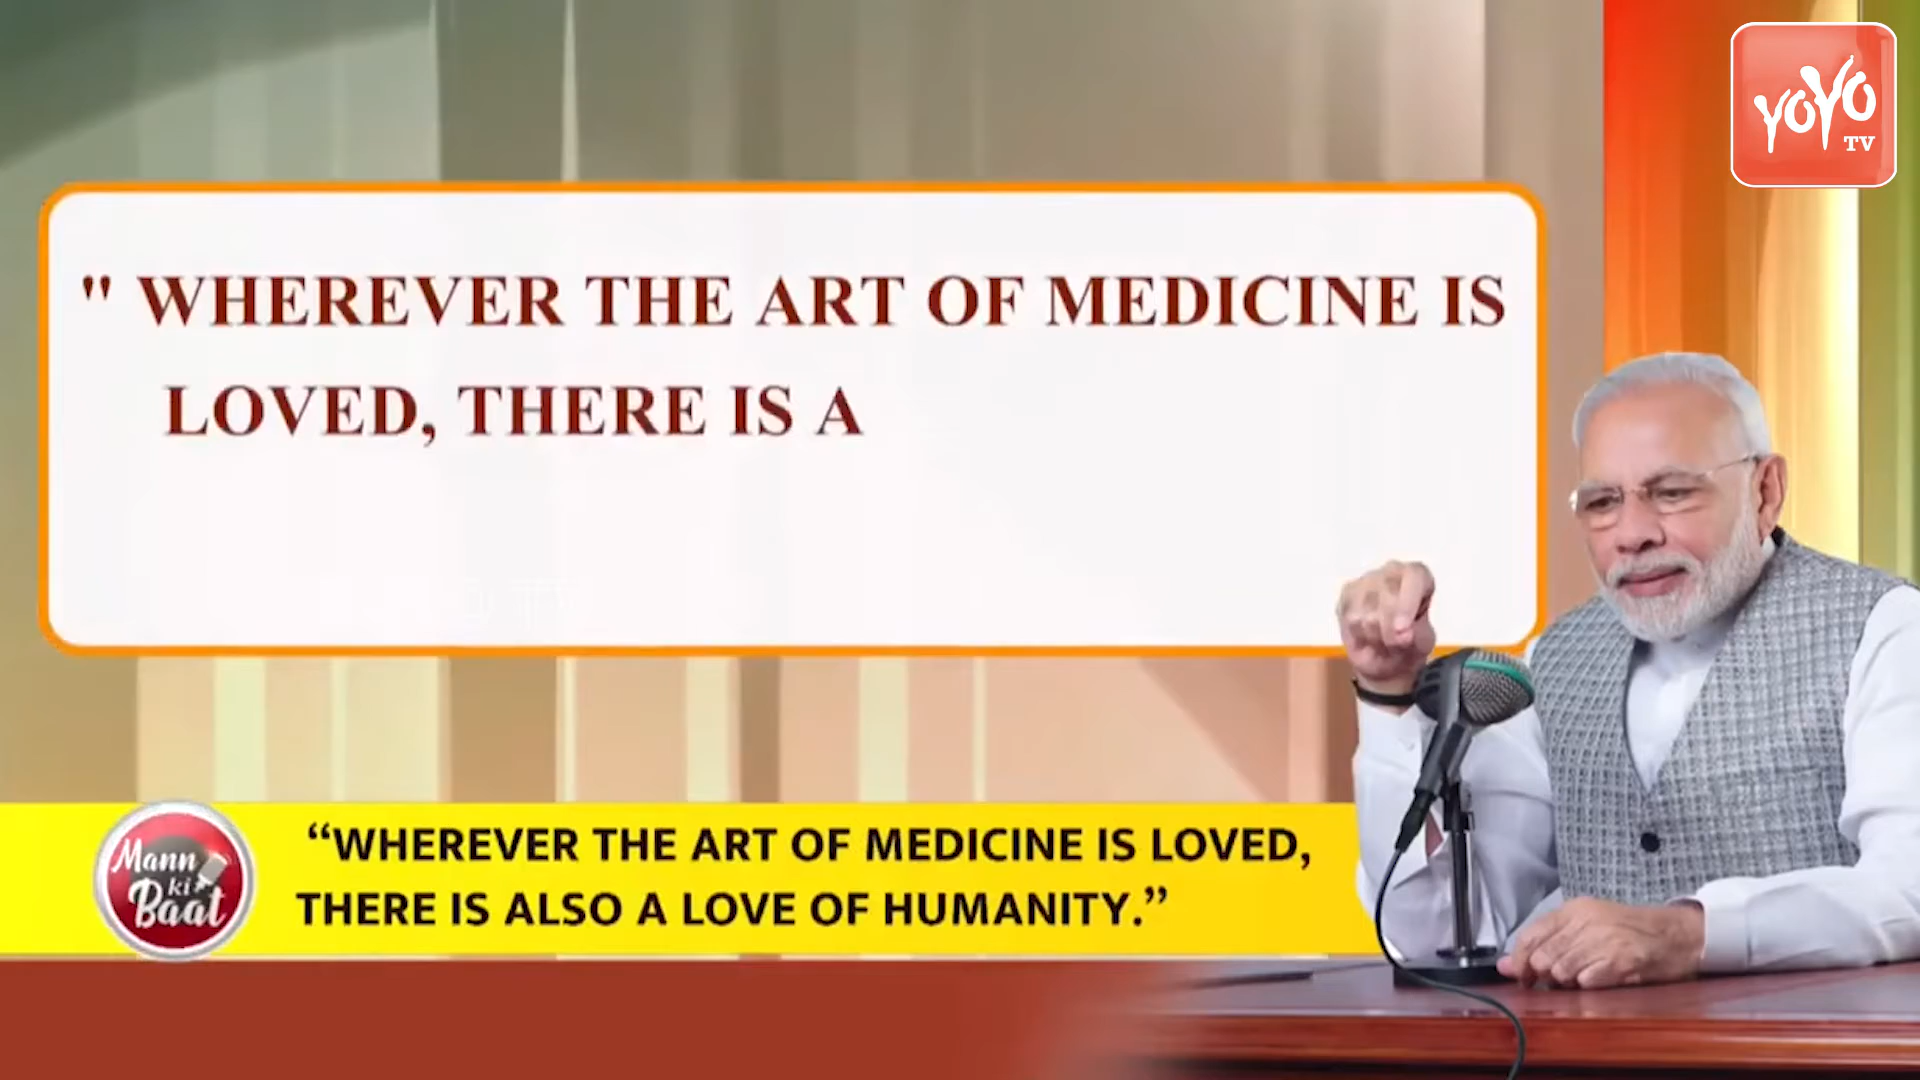 YOYO
TV
" WHEREVER THE ART OF MEDICINE IS
LOVED, THERE IS A
Mann
ki
Baat
“WHEREVER THE ART OF MEDICINE IS LOVED,
THERE IS ALSO A LOVE OF HUMANITY.”